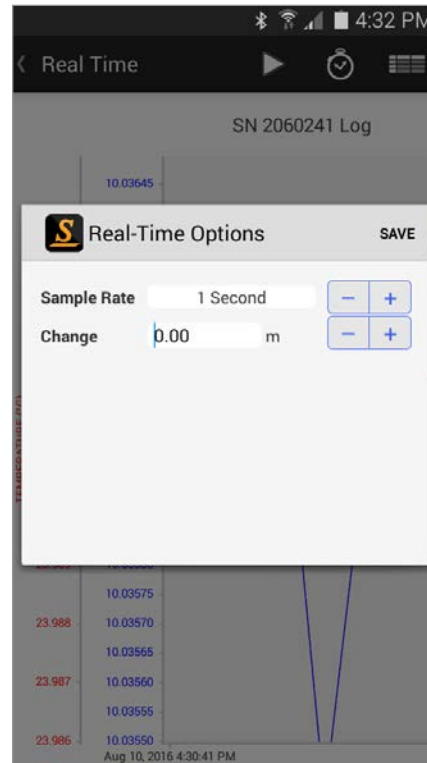 4:32 PM
Real Time
SN 2060241 Log
10.03645
S Real-Time Options SAVE
Sample Rate 1 Second - +
Change 0.00 m - +
TEMPERATURE (°C)
10.03575
23.988 10.03570
10.03565
23.987 10.03560
10.03555
23.986 10.03550
Aug 10, 2016 4:30:41 PM